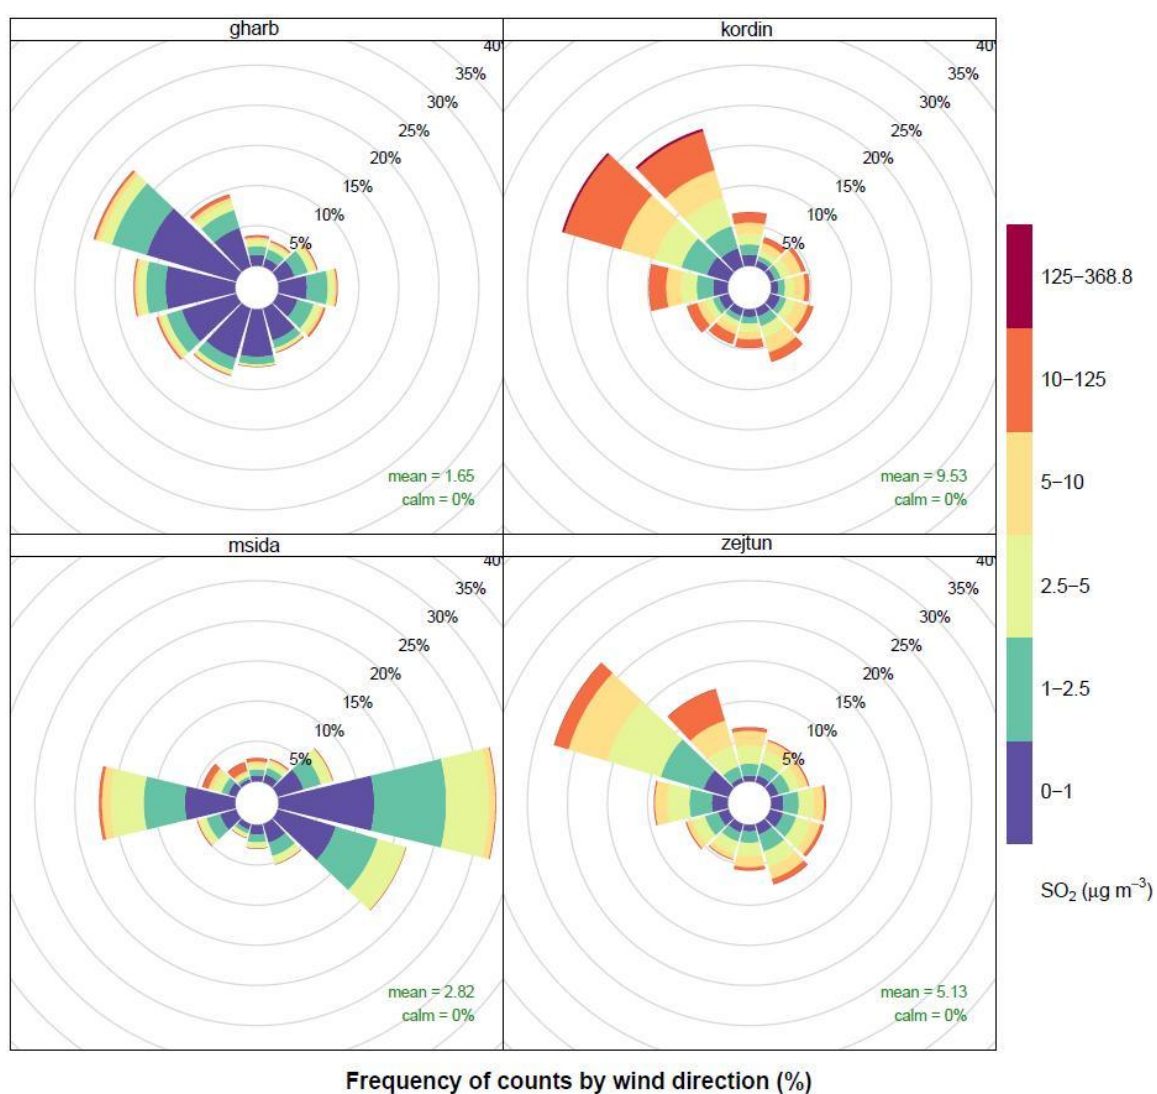 gharb
40
35%
30%
25%
20%
15%
10%
5%
mean = 1.65
calm = 0%
kordin
40
35%
30%
25%
20%
15%
10%
5%
mean = 9.53
calm = 0%
msida
40
35%
30%
25%
20%
15%
10%
5%
mean = 2.82
calm = 0%
zejtun
40
35%
30%
25%
20%
15%
10%
5%
mean = 5.13
calm = 0%
125−368.8
10−125
5−10
2.5−5
1−2.5
0−1
SO₂ (μg m⁻³)
Frequency of counts by wind direction (%)